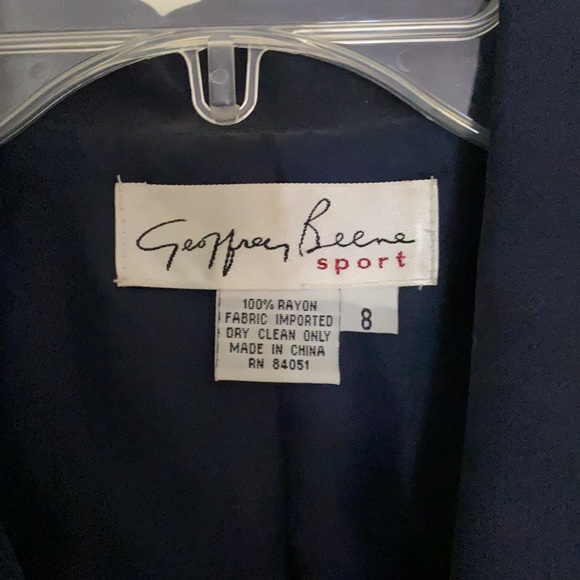 Geoffrey Beene
sport
100% RAYON
FABRIC IMPORTED
DRY CLEAN ONLY
MADE IN CHINA
RN 84051
8